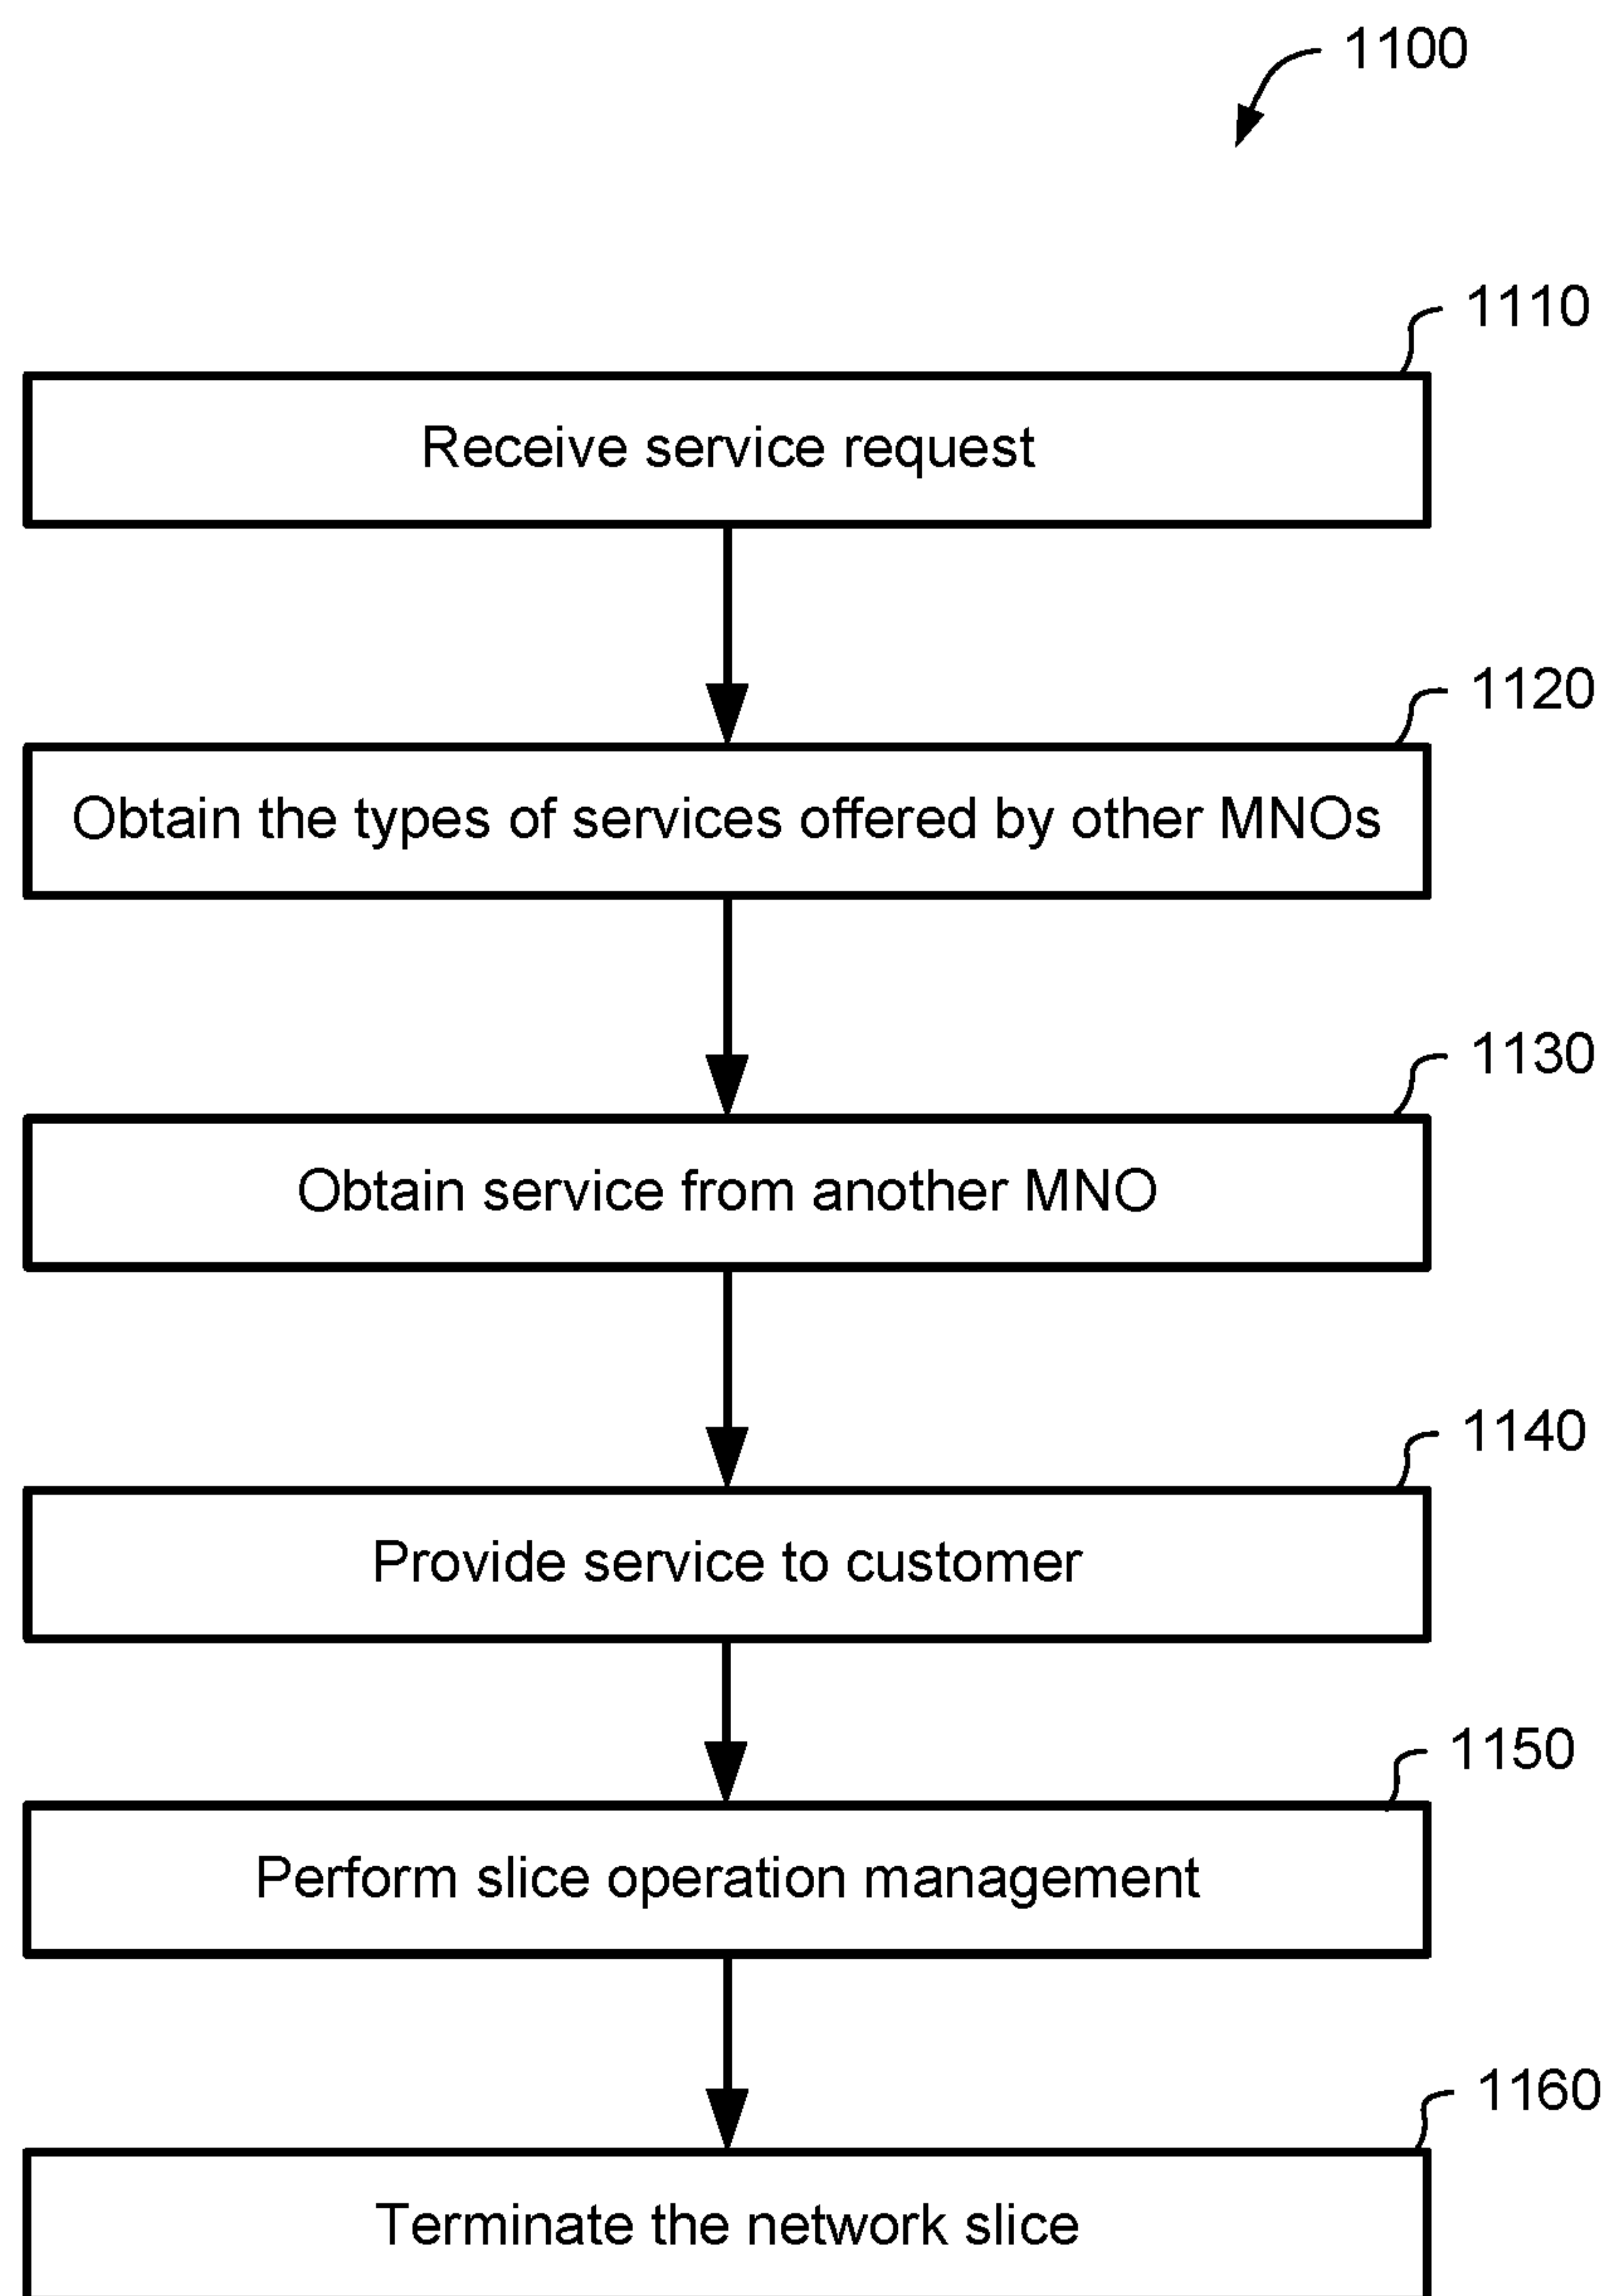 1100
1110
Receive service request
1120
Obtain the types of services offered by other MNOs
1130
Obtain service from another MNO
1140
Provide service to customer
1150
Perform slice operation management
1160
Terminate the network slice